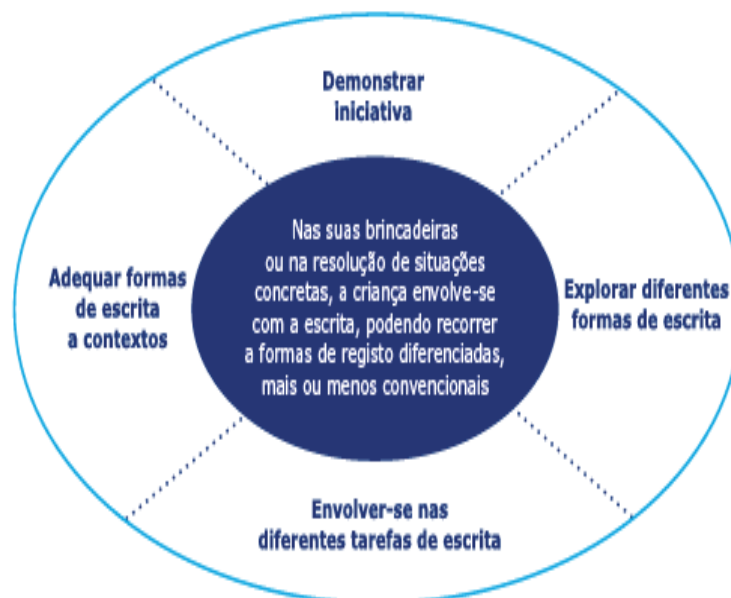 Demonstrar
iniciativa
Nas suas brincadeiras
ou na resolução de situações
concretas, a criança envolve-se
com a escrita, podendo recorrer
a formas de registo diferenciadas,
mais ou menos convencionais
Adequar formas
de escrita
a contextos
Explorar diferentes
formas de escrita
Envolver-se nas
diferentes tarefas de escrita